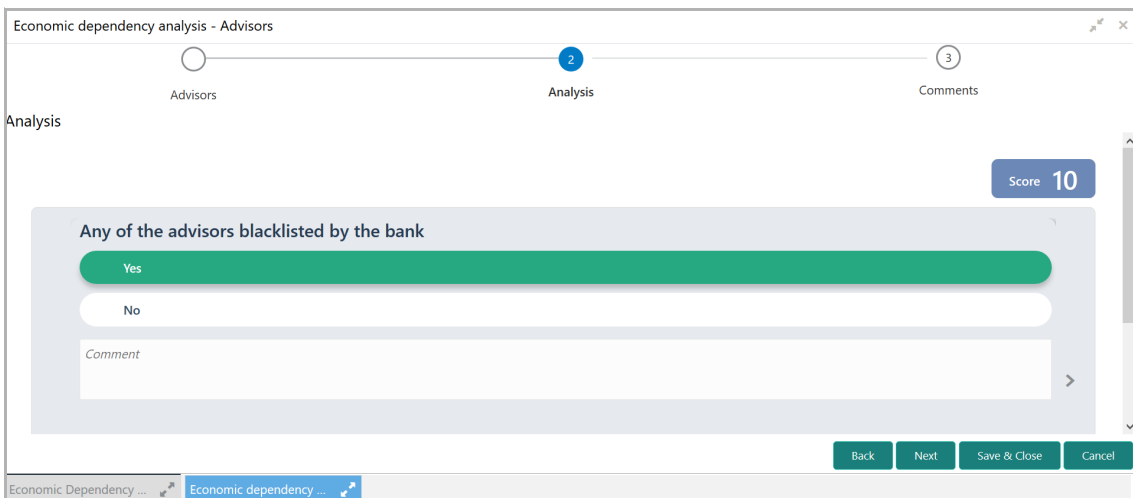 Economic dependency analysis - Advisors
2
3
Advisors
Analysis
Comments
Analysis
Score 10
Any of the advisors blacklisted by the bank
Yes
No
Comment
Back Next Save & Close Cancel
Economic Dependency ... Economic dependency ...